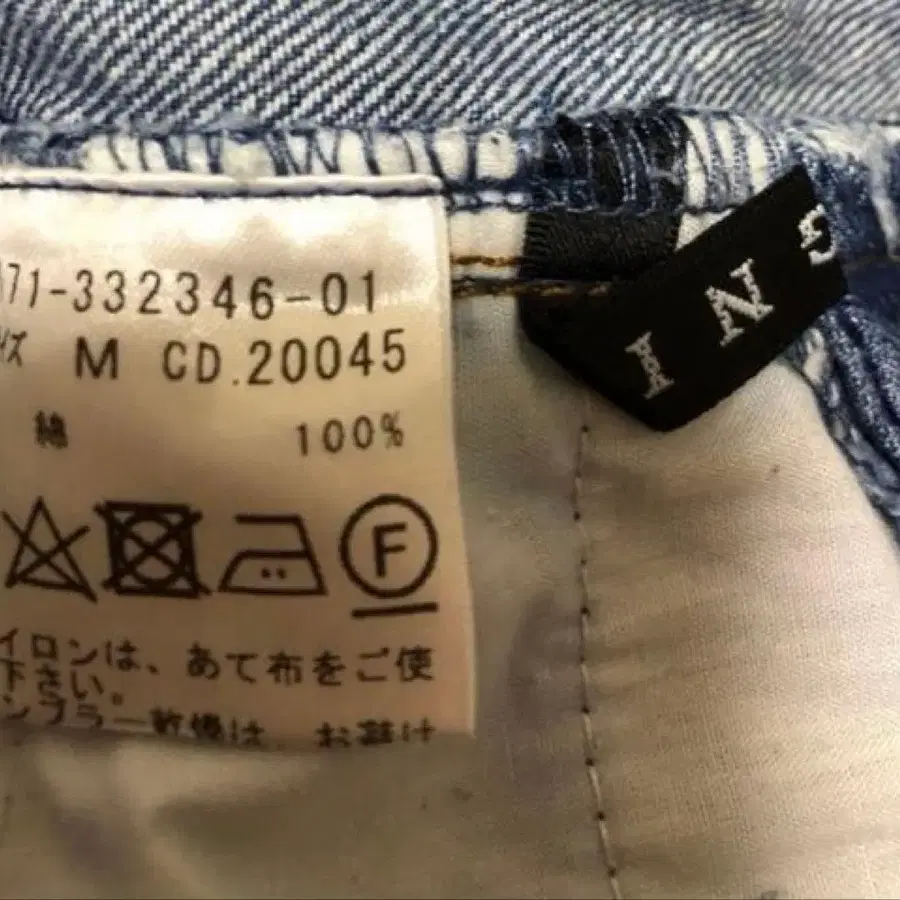 71-332346-01
イズ M CD.20045
綿 100%
F
イロンは、あて布をご使
下さい。
ンブラー乾燥は、お避け
I N S